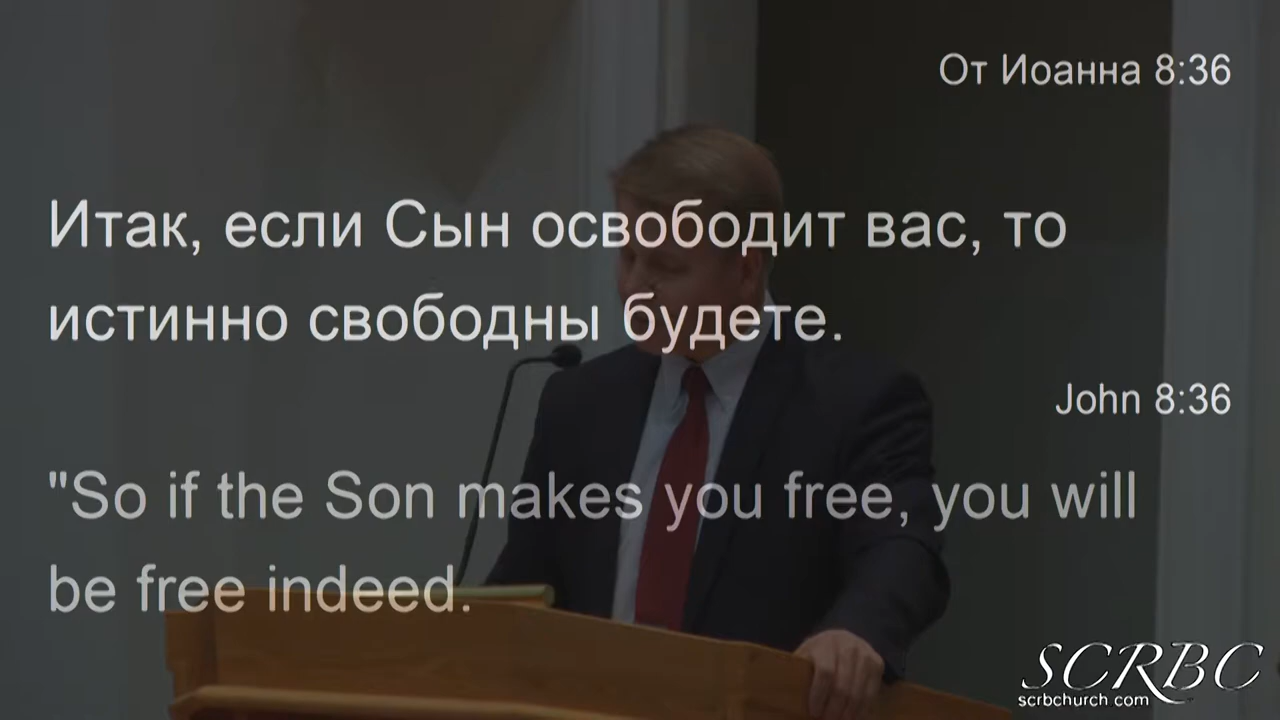 От Иоанна 8:36
Итак, если Сын освободит вас, то
истинно свободны будете.
John 8:36
"So if the Son makes you free, you will
be free indeed.
SCRBC
scrbchurch.com